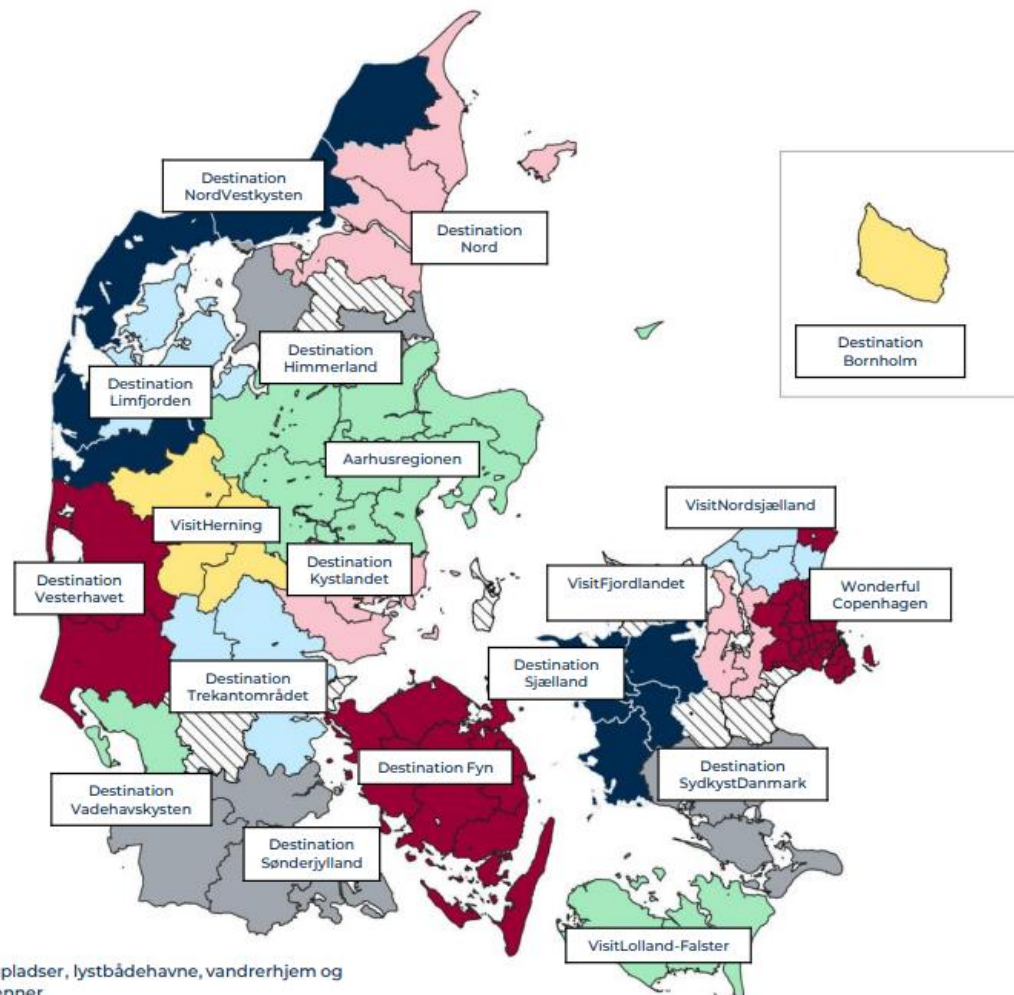 Destination
NordVestkysten
Destination
Nord
Destination
Himmerland
Destination
Bornholm
Destination
Limfjorden
Aarhusregionen
VisitNordsjælland
VisitHerning
Destination
Kystlandet
VisitFjordlandet
Wonderful
Copenhagen
Destination
Vesterhavet
Destination
Sjælland
Destination
Trekantområdet
Destination Fyn
Destination
SydkystDanmark
Destination
Vadehavskysten
Destination
Sønderjylland
VisitLolland-Falster
pladser, lystbådehavne, vandrerhjem og